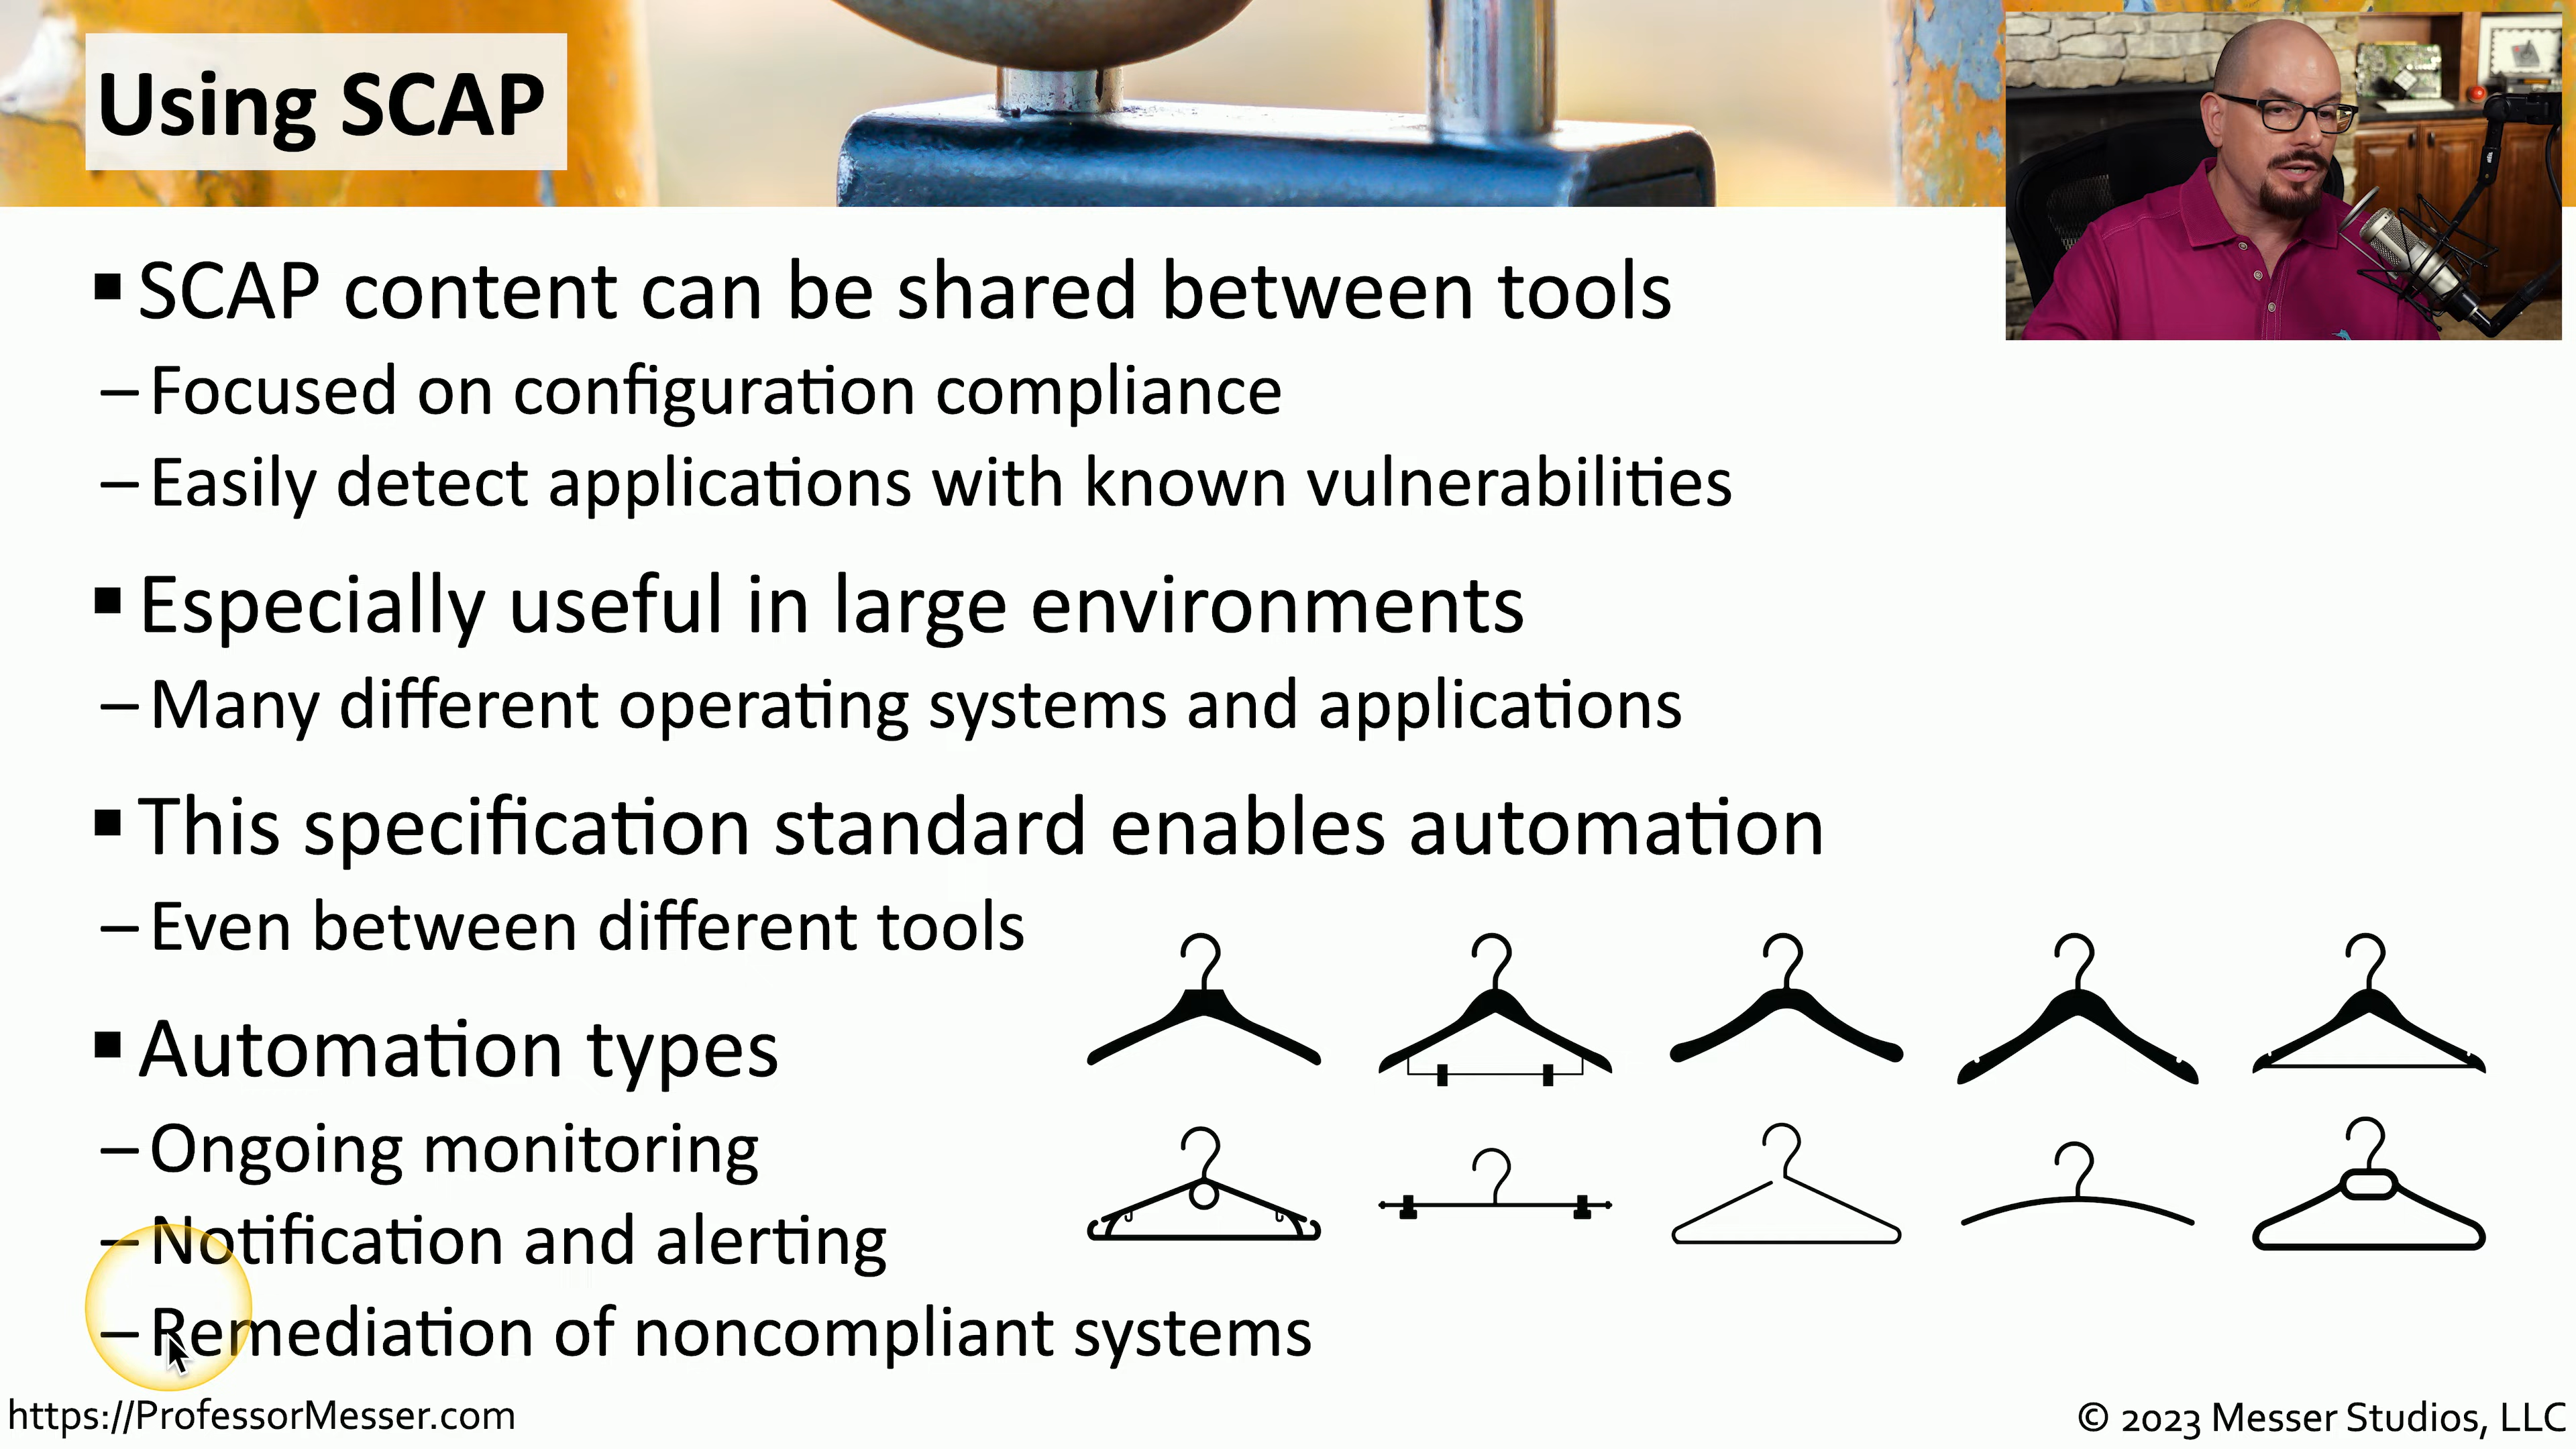 Using SCAP
▪ SCAP content can be shared between tools
– Focused on configuration compliance
– Easily detect applications with known vulnerabilities
▪ Especially useful in large environments
– Many different operating systems and applications
▪ This specification standard enables automation
– Even between different tools
▪ Automation types
– Ongoing monitoring
– Notification and alerting
– Remediation of noncompliant systems
https://ProfessorMesser.com
© 2023 Messer Studios, LLC